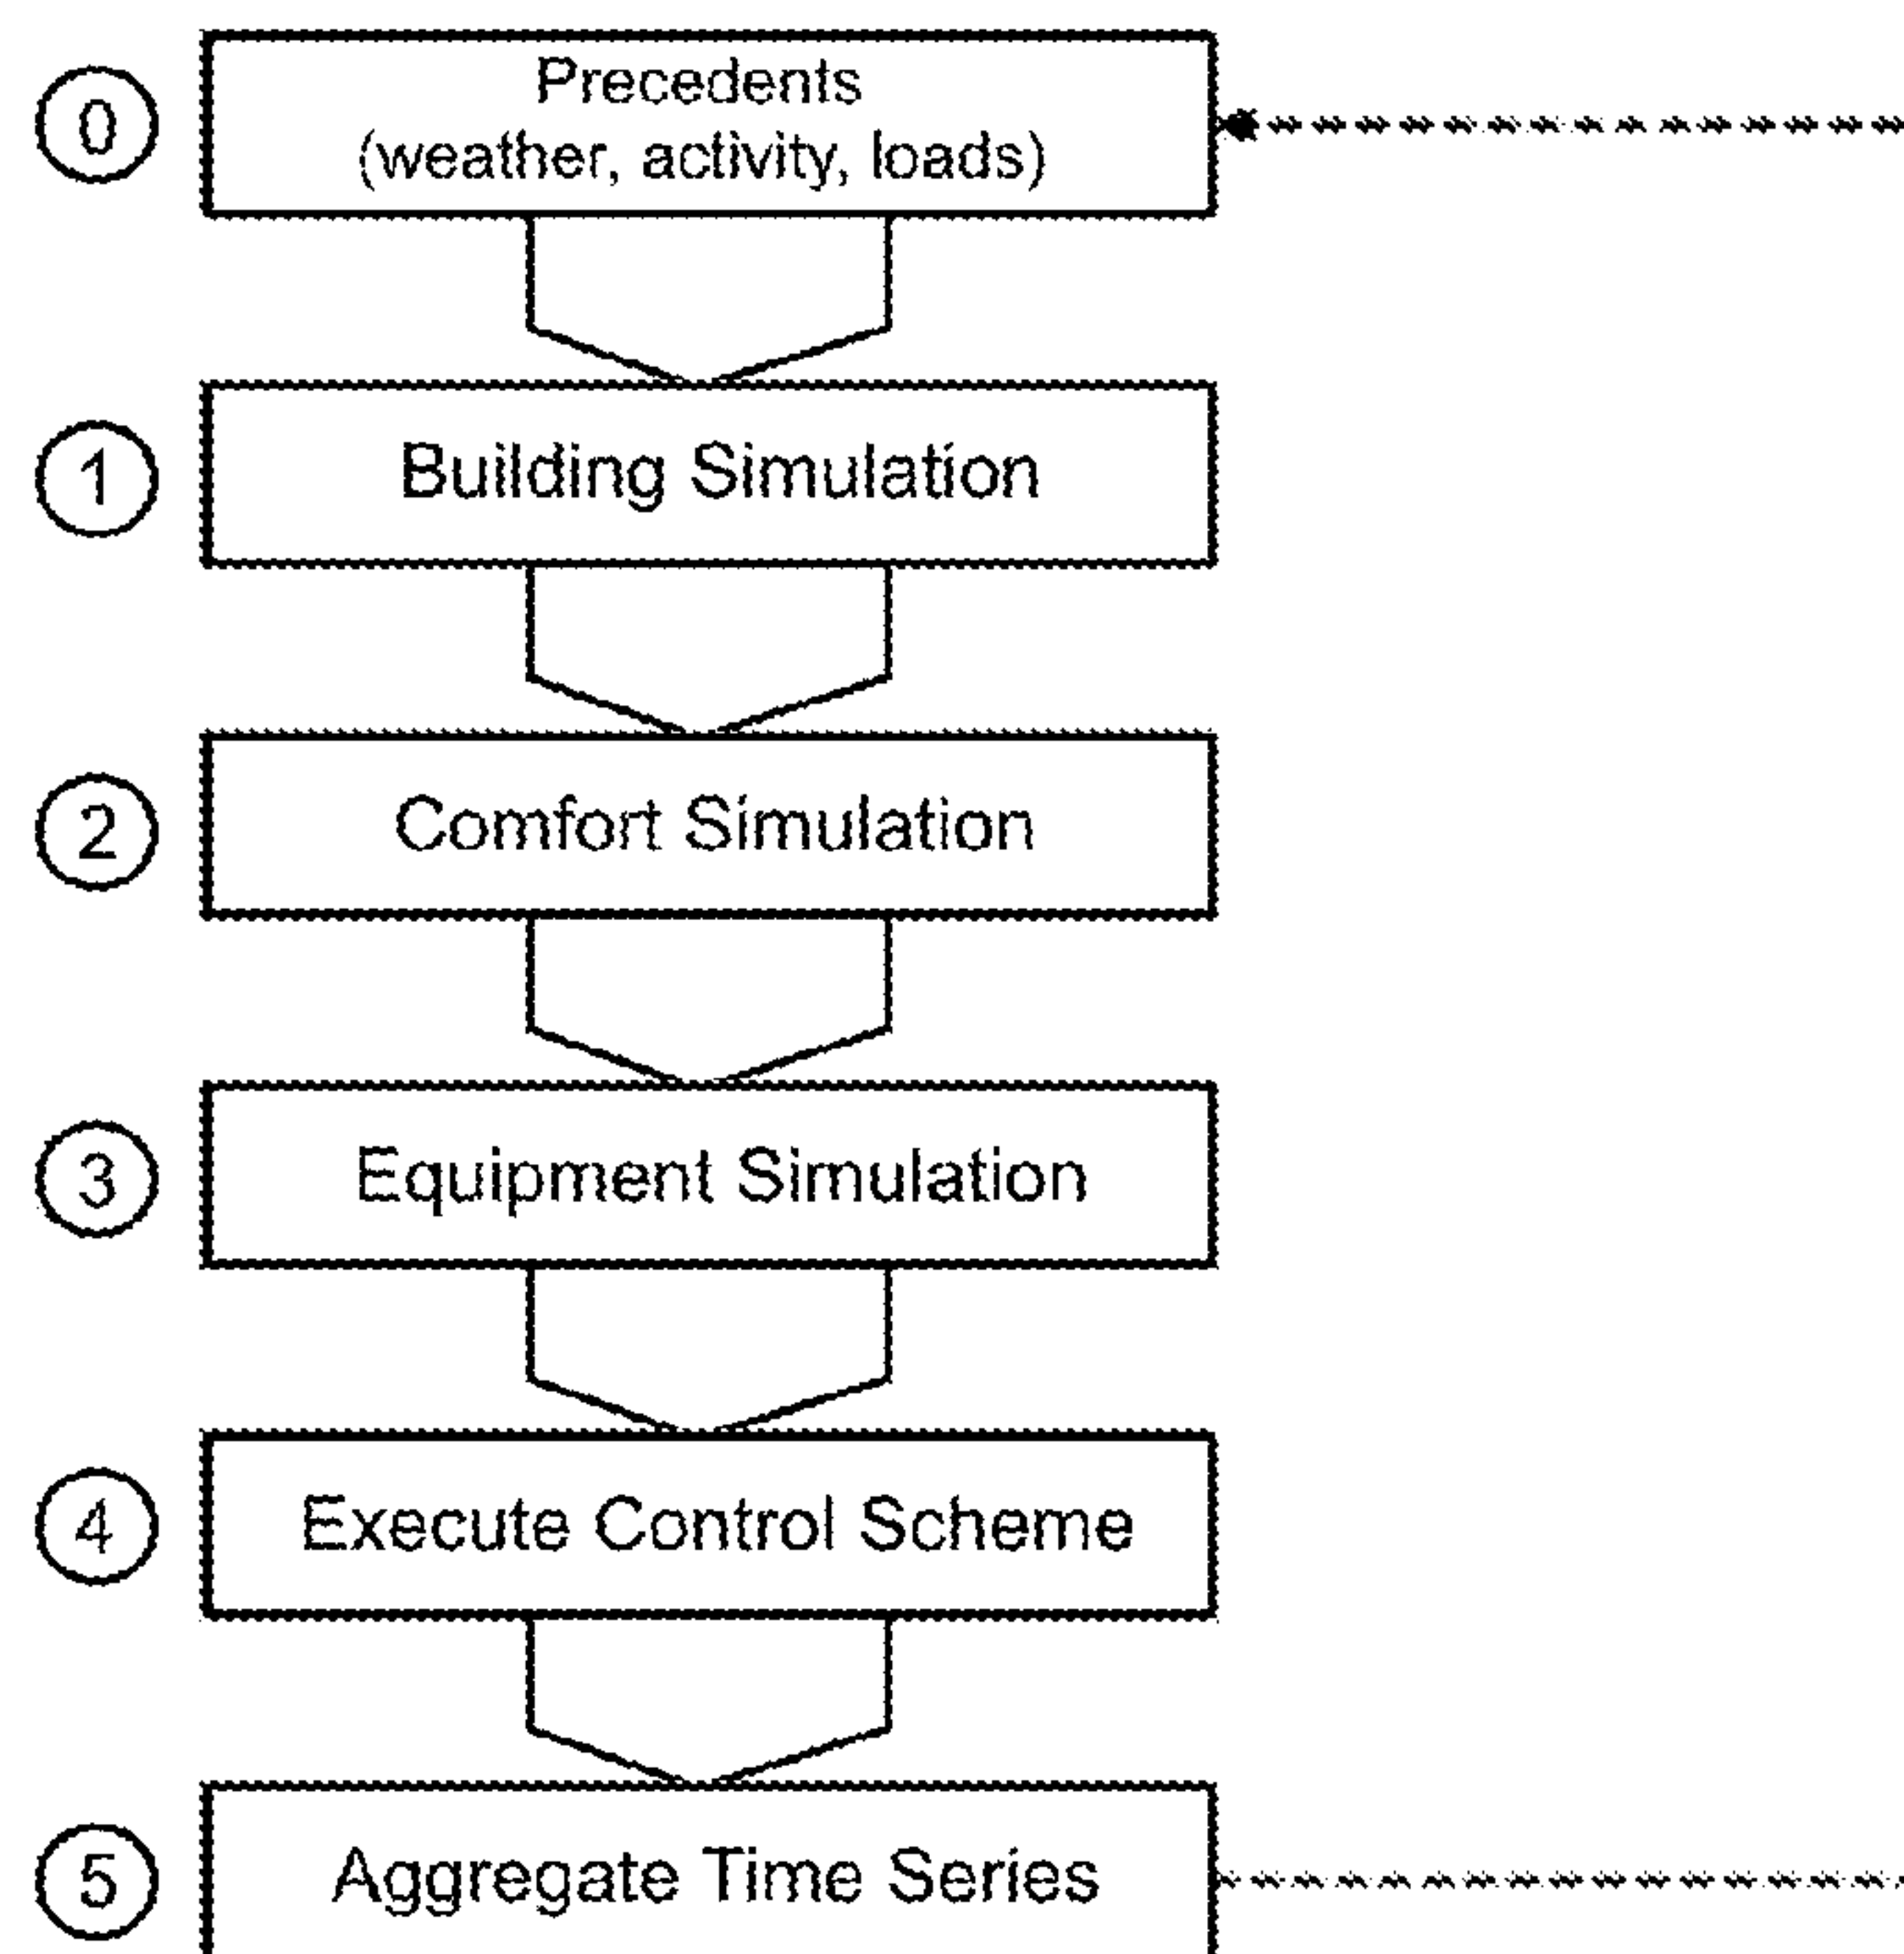 0
Precedents
(weather, activity, loads)
1
Building Simulation
2
Comfort Simulation
3
Equipment Simulation
4
Execute Control Scheme
5
Aggregate Time Series